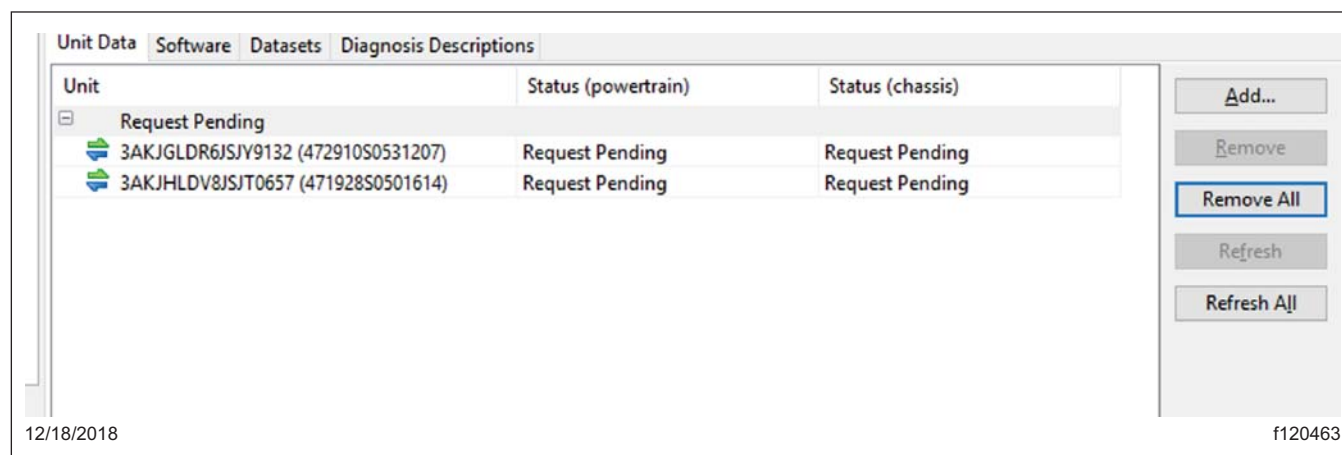 Unit Data Software Datasets Diagnosis Descriptions
Unit Status (powertrain) Status (chassis)
Add...
Request Pending
3AKJGLDR6JSJY9132 (472910S0531207) Request Pending Request Pending
Remove
3AKJHLDV8JSJT0657 (471928S0501614) Request Pending Request Pending
Remove All
Refresh
Refresh All
12/18/2018 f120463